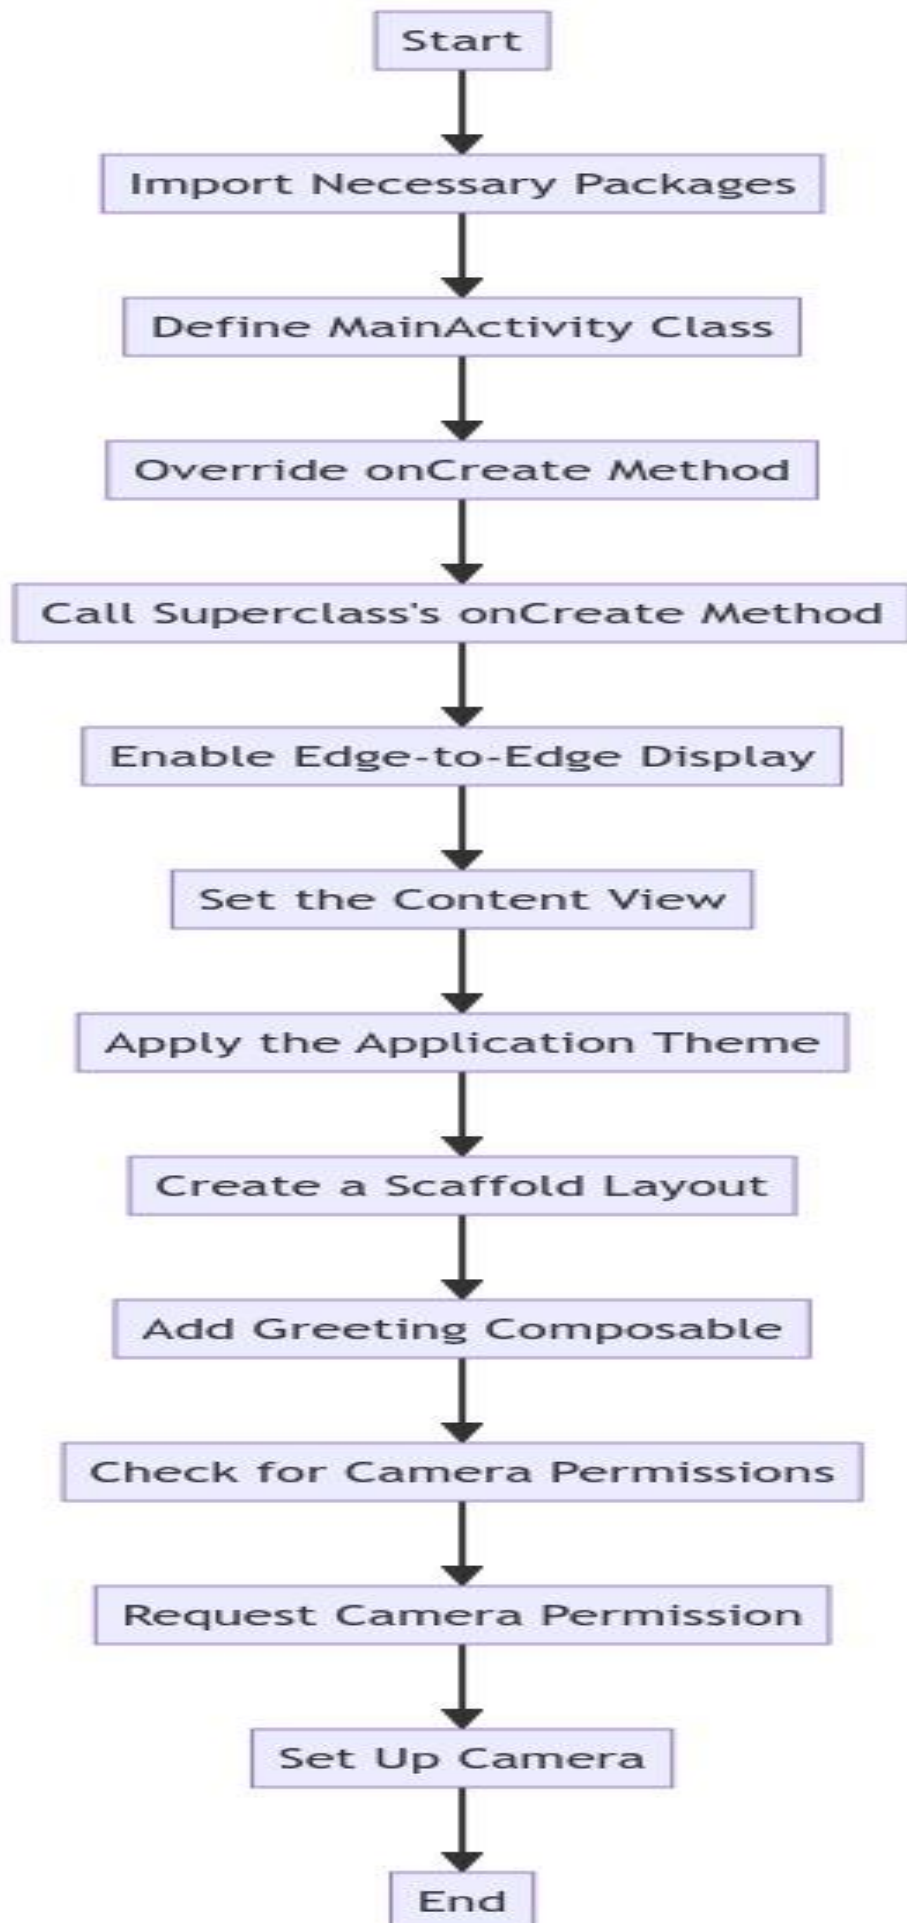 Start
Import Necessary Packages
Define MainActivity Class
Override onCreate Method
Call Superclass's onCreate Method
Enable Edge-to-Edge Display
Set the Content View
Apply the Application Theme
Create a Scaffold Layout
Add Greeting Composable
Check for Camera Permissions
Request Camera Permission
Set Up Camera
End